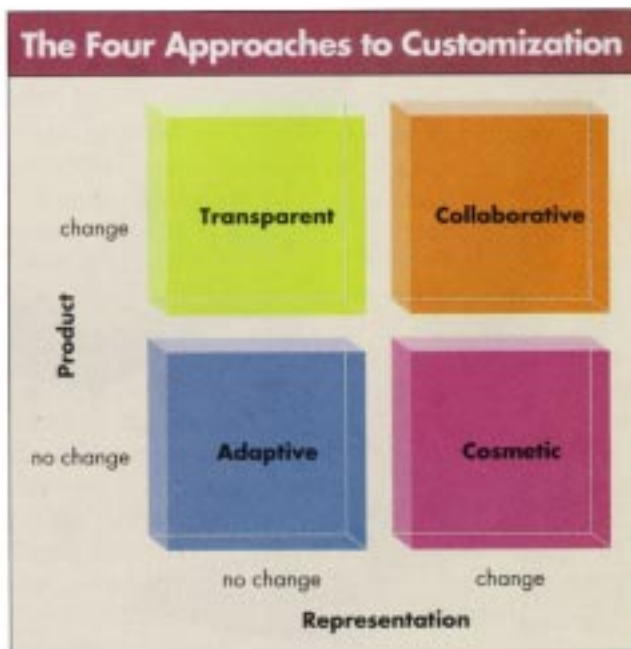 The Four Approaches to Customization
change
Transparent
Collaborative
Product
no change
Adaptive
Cosmetic
no change
change
Representation